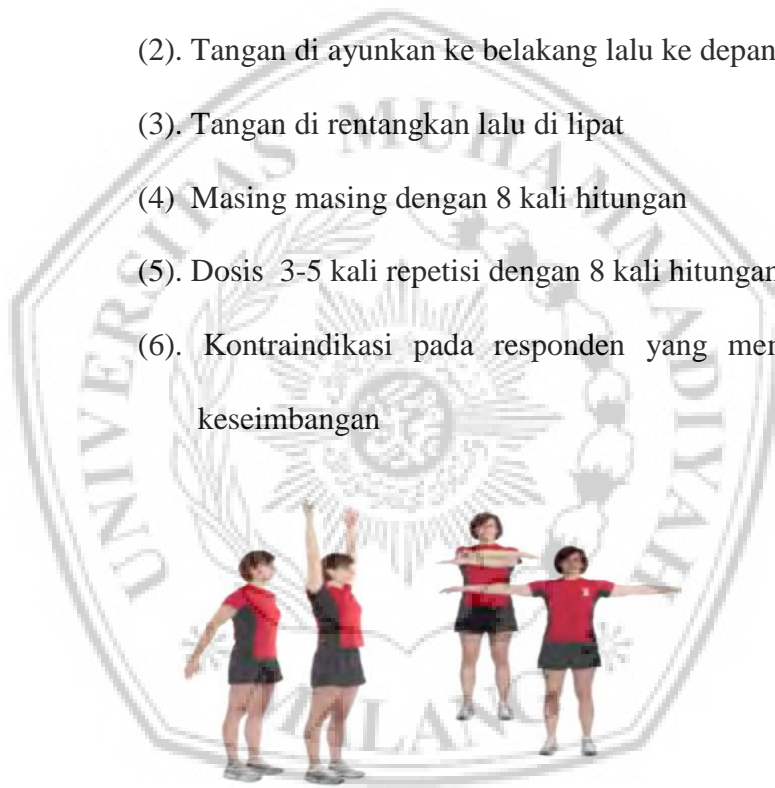 (2). Tangan di ayunkan ke belakang lalu ke depan
(3). Tangan di rentangkan lalu di lipat
(4) Masing masing dengan 8 kali hitungan
(5). Dosis 3-5 kali repetisi dengan 8 kali hitungan
(6). Kontraindikasi pada responden yang
keseimbangan
UNIVERSITAS MUHAMMADIYAH
MALANG